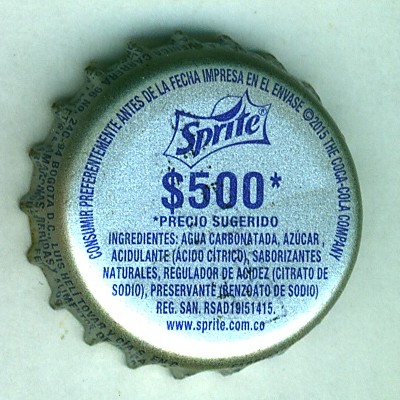 CONSUMIR PREFERENTEMENTE ANTES DE LA FECHA IMPRESA EN EL ENVASE ©2015 THE COCA-COLA COMPANY
Sprite®
$500*
*PRECIO SUGERIDO
INGREDIENTES: AGUA CARBONATADA, AZÚCAR,
ACIDULANTE (ÁCIDO CÍTRICO), SABORIZANTES
NATURALES, REGULADOR DE ACIDEZ (CITRATO DE
SODIO), PRESERVANTE (BENZOATO DE SODIO)
REG. SAN. RSAD19I51415.
www.sprite.com.co
BOGOTA D.C., LUIS